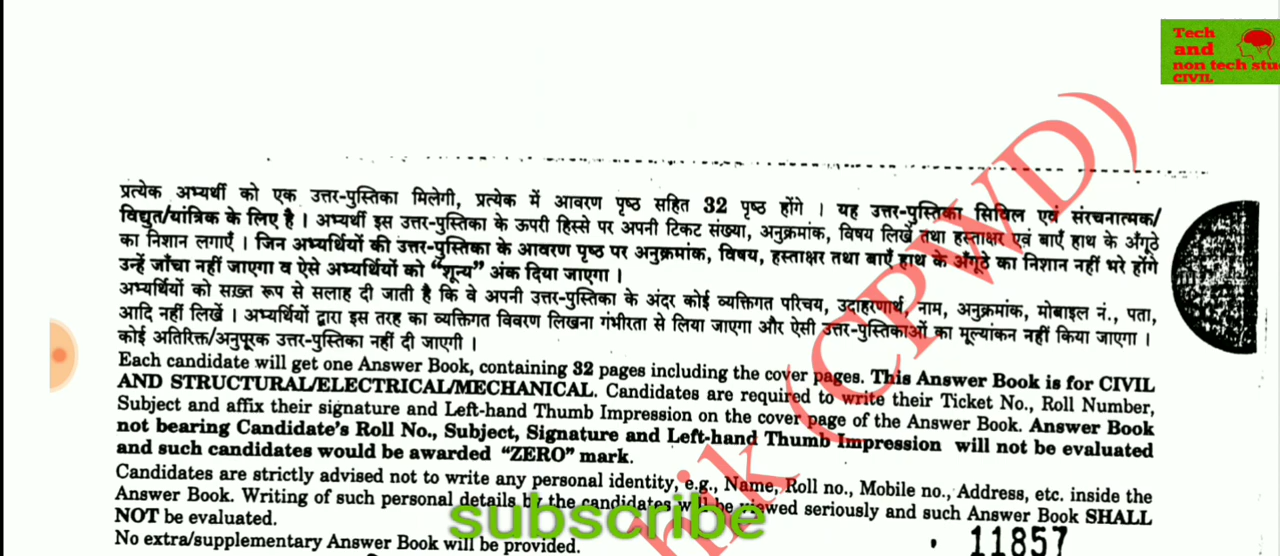 Tech
and
non tech stu
CIVIL
प्रत्येक अभ्यर्थी को एक उत्तर-पुस्तिका मिलेगी, प्रत्येक में आवरण पृष्ठ सहित 32 पृष्ठ होंगे । यह उत्तर-पुस्तिका सिविल एवं संरचनात्मक/
विद्युत/यांत्रिक के लिए है । अभ्यर्थी इस उत्तर-पुस्तिका के ऊपरी हिस्से पर अपनी टिकट संख्या, अनुक्रमांक, विषय लिखें तथा हस्ताक्षर एवं बाएँ हाथ के अँगूठे
का निशान लगाएँ । जिन अभ्यर्थियों की उत्तर-पुस्तिका के आवरण पृष्ठ पर अनुक्रमांक, विषय, हस्ताक्षर तथा बाएँ हाथ के अँगूठे का निशान नहीं भरे होंगे
उन्हें जाँचा नहीं जाएगा व ऐसे अभ्यर्थियों को "शून्य" अंक दिया जाएगा ।
अभ्यर्थियों को सख़्त रूप से सलाह दी जाती है कि वे अपनी उत्तर-पुस्तिका के अंदर कोई व्यक्तिगत परिचय, उदाहरणार्थ, नाम, अनुक्रमांक, मोबाइल नं., पता,
आदि नहीं लिखें । अभ्यर्थियों द्वारा इस तरह का व्यक्तिगत विवरण लिखना गंभीरता से लिया जाएगा और ऐसी उत्तर-पुस्तिकाओं का मूल्यांकन नहीं किया जाएगा ।
कोई अतिरिक्त/अनुपूरक उत्तर-पुस्तिका नहीं दी जाएगी ।
Each candidate will get one Answer Book, containing 32 pages including the cover pages. This Answer Book is for CIVIL
AND STRUCTURAL/ELECTRICAL/MECHANICAL. Candidates are required to write their Ticket No., Roll Number,
Subject and affix their signature and Left-hand Thumb Impression on the cover page of the Answer Book. Answer Book
not bearing Candidate's Roll No., Subject, Signature and Left-hand Thumb Impression will not be evaluated
and such candidates would be awarded "ZERO" mark.
Candidates are strictly advised not to write any personal identity, e.g., Name, Roll no., Mobile no., Address, etc. inside the
Answer Book. Writing of such personal details by the candidates will be viewed seriously and such Answer Book SHALL
NOT be evaluated.
No extra/supplementary Answer Book will be provided.
11857
hik (CPWD)
subscribe